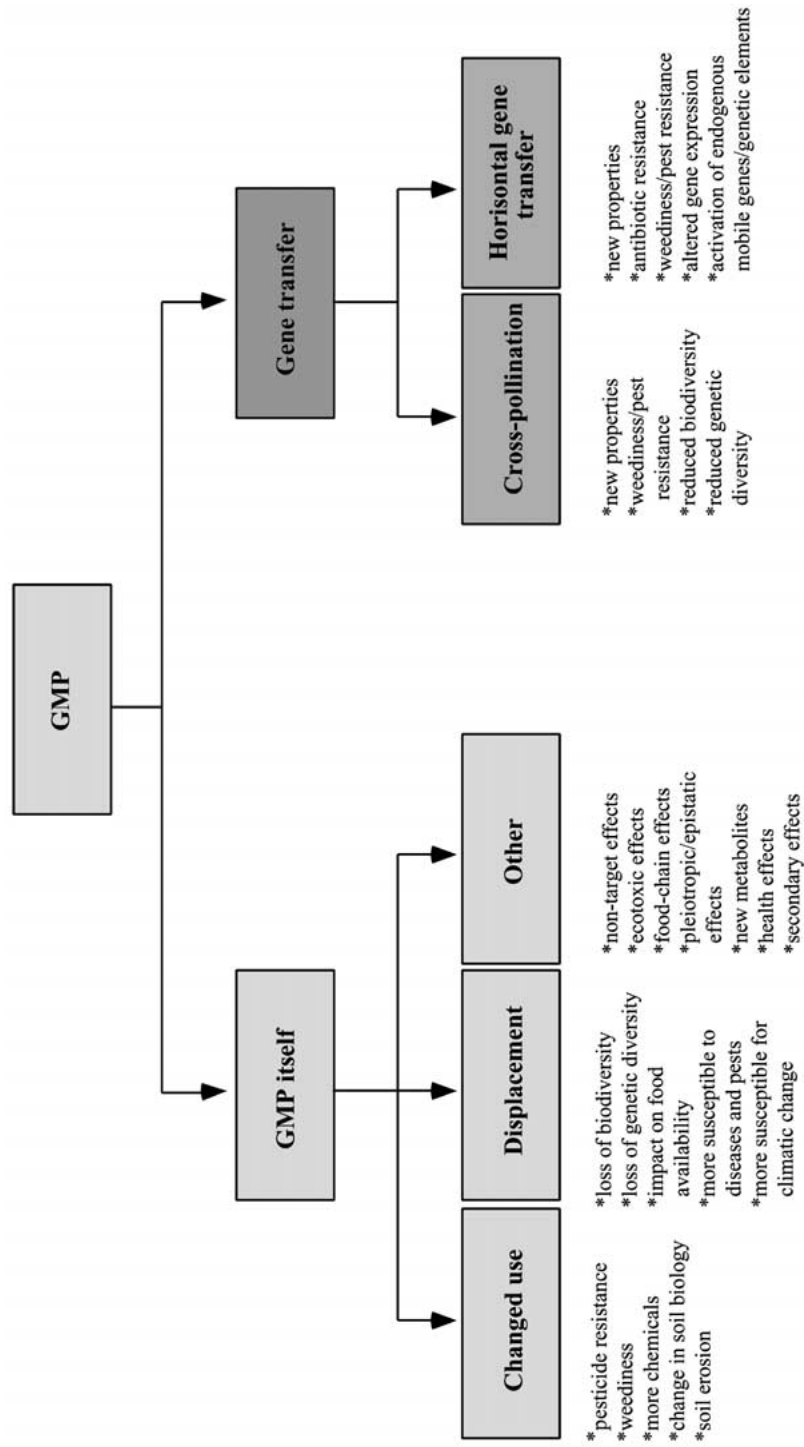 GMP
GMP itself
Gene transfer
Changed use
Displacement
Other
Cross-pollination
Horisontal gene
transfer
*pesticide resistance
*weediness
*more chemicals
*change in soil biology
*soil erosion
*loss of biodiversity
*loss of genetic diversity
*impact on food
availability
*more susceptible to
diseases and pests
*more susceptible for
climatic change
*non-target effects
*ecotoxic effects
*food-chain effects
*pleiotropic/epistatic
effects
*new metabolites
*health effects
*secondary effects
*new properties
*weediness/pest
resistance
*reduced biodiversity
*reduced genetic
diversity
*new properties
*antibiotic resistance
*weediness/pest resistance
*altered gene expression
*activation of endogenous
mobile genes/genetic elements